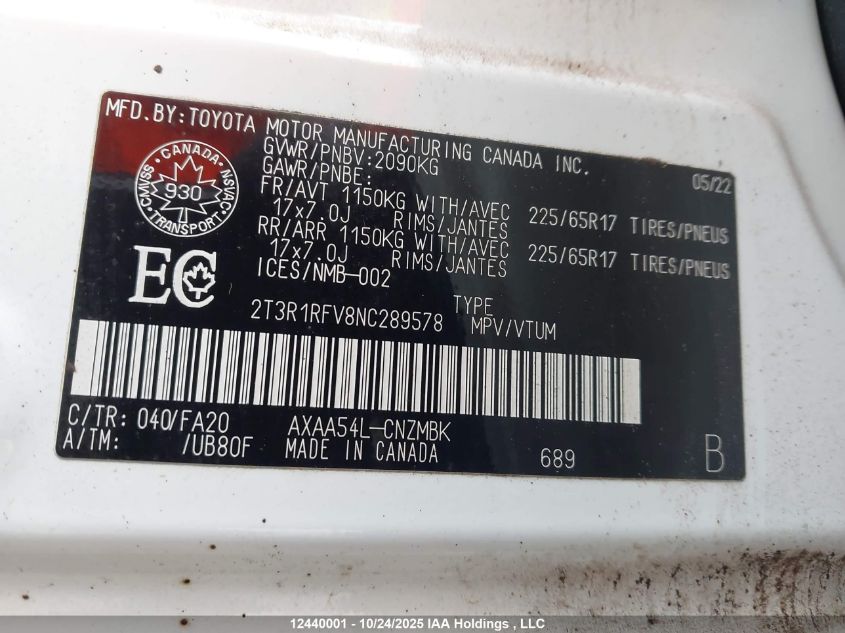 MFD.BY:TOYOTA MOTOR MANUFACTURING CANADA INC.
GVWR/PNBV:2090KG 05/22
GAWR/PNBE:
FR/AVT 1150KG WITH/AVEC 225/65R17 TIRES/PNEUS
17x7.0J RIMS/JANTES
RR/ARR 1150KG WITH/AVEC 225/65R17 TIRES/PNEUS
17x7.0J RIMS/JANTES
ICES/NMB-002
CANADA
CMVSS 930 NSVAC
TRANSPORT
EC
TYPE
2T3R1RFV8NC289578 MPV/VTUM
C/TR: 040/FA20 AXAA54L-CNZMBK
A/TM: /UB80F MADE IN CANADA 689 B
12440001 - 10/24/2025 IAA Holdings , LLC